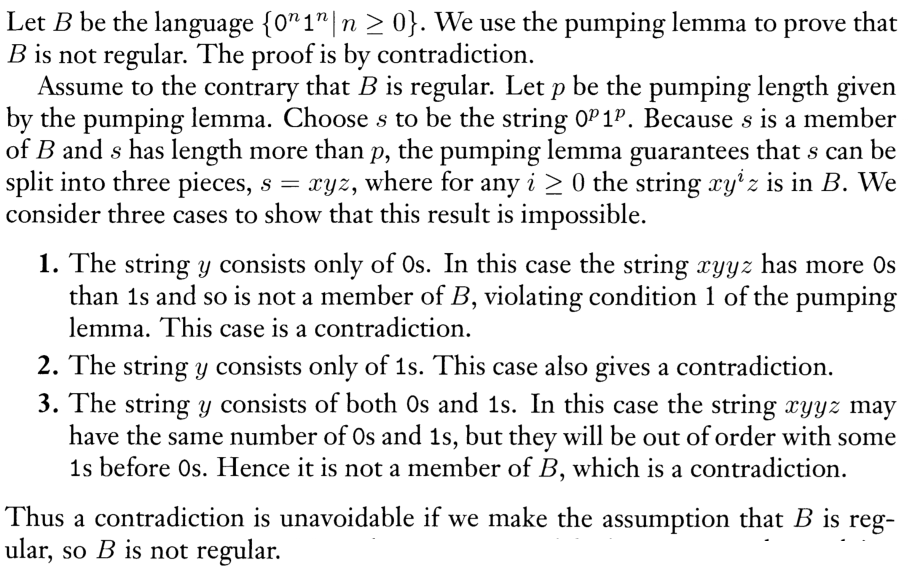 Let B be the language {0ⁿ1ⁿ| n ≥ 0}. We use the pumping lemma to prove that
B is not regular. The proof is by contradiction.
Assume to the contrary that B is regular. Let p be the pumping length given
by the pumping lemma. Choose s to be the string 0ᵖ1ᵖ. Because s is a member
of B and s has length more than p, the pumping lemma guarantees that s can be
split into three pieces, s = xyz, where for any i ≥ 0 the string xyⁱz is in B. We
consider three cases to show that this result is impossible.
1. The string y consists only of 0s. In this case the string xyyz has more 0s
than 1s and so is not a member of B, violating condition 1 of the pumping
lemma. This case is a contradiction.
2. The string y consists only of 1s. This case also gives a contradiction.
3. The string y consists of both 0s and 1s. In this case the string xyyz may
have the same number of 0s and 1s, but they will be out of order with some
1s before 0s. Hence it is not a member of B, which is a contradiction.
Thus a contradiction is unavoidable if we make the assumption that B is reg-
ular, so B is not regular.